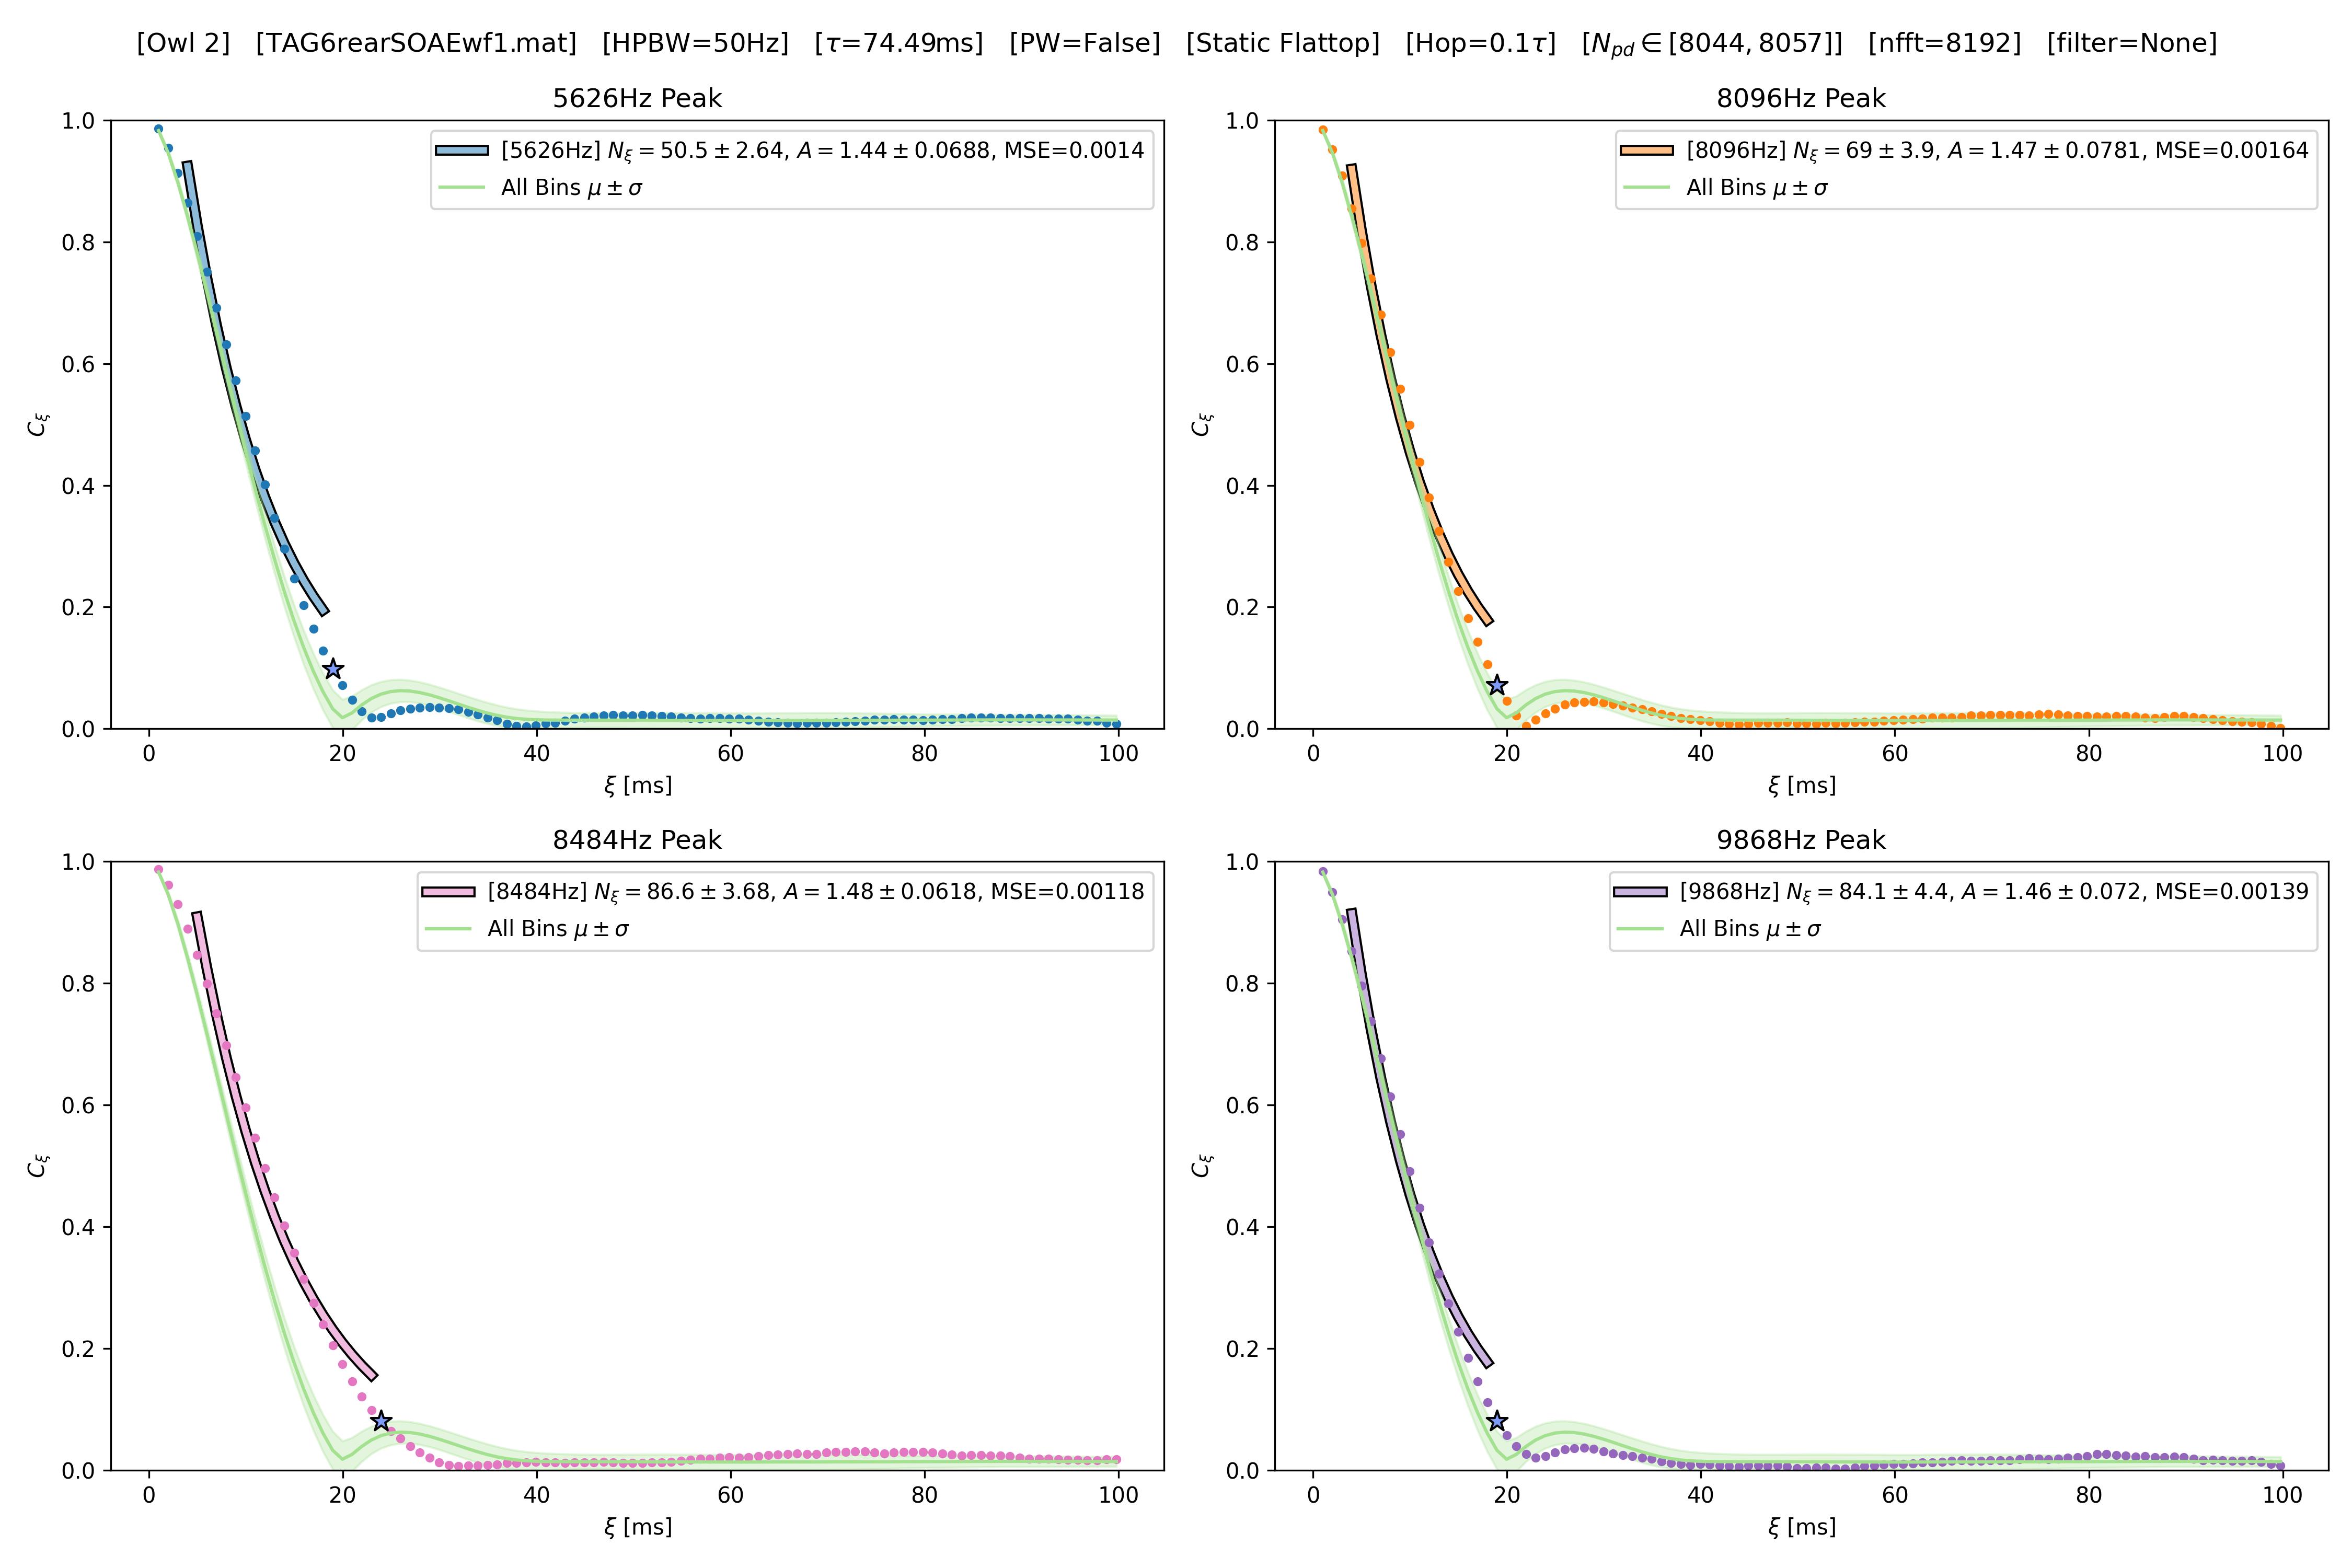 [Owl 2] [TAG6rearSOAEwf1.mat] [HPBW=50Hz] [τ=74.49ms] [PW=False] [Static Flattop] [Hop=0.1τ] [N_pd ∈ [8044, 8057]] [nfft=8192] [filter=None]
5626Hz Peak
[5626Hz] N_ξ = 50.5 ± 2.64, A = 1.44 ± 0.0688, MSE=0.0014
All Bins μ ± σ
1.0
0.8
0.6
0.4
0.2
0.0
C_ξ
0 20 40 60 80 100
ξ [ms]
8096Hz Peak
[8096Hz] N_ξ = 69 ± 3.9, A = 1.47 ± 0.0781, MSE=0.00164
All Bins μ ± σ
1.0
0.8
0.6
0.4
0.2
0.0
C_ξ
0 20 40 60 80 100
ξ [ms]
8484Hz Peak
[8484Hz] N_ξ = 86.6 ± 3.68, A = 1.48 ± 0.0618, MSE=0.00118
All Bins μ ± σ
1.0
0.8
0.6
0.4
0.2
0.0
C_ξ
0 20 40 60 80 100
ξ [ms]
9868Hz Peak
[9868Hz] N_ξ = 84.1 ± 4.4, A = 1.46 ± 0.072, MSE=0.00139
All Bins μ ± σ
1.0
0.8
0.6
0.4
0.2
0.0
C_ξ
0 20 40 60 80 100
ξ [ms]